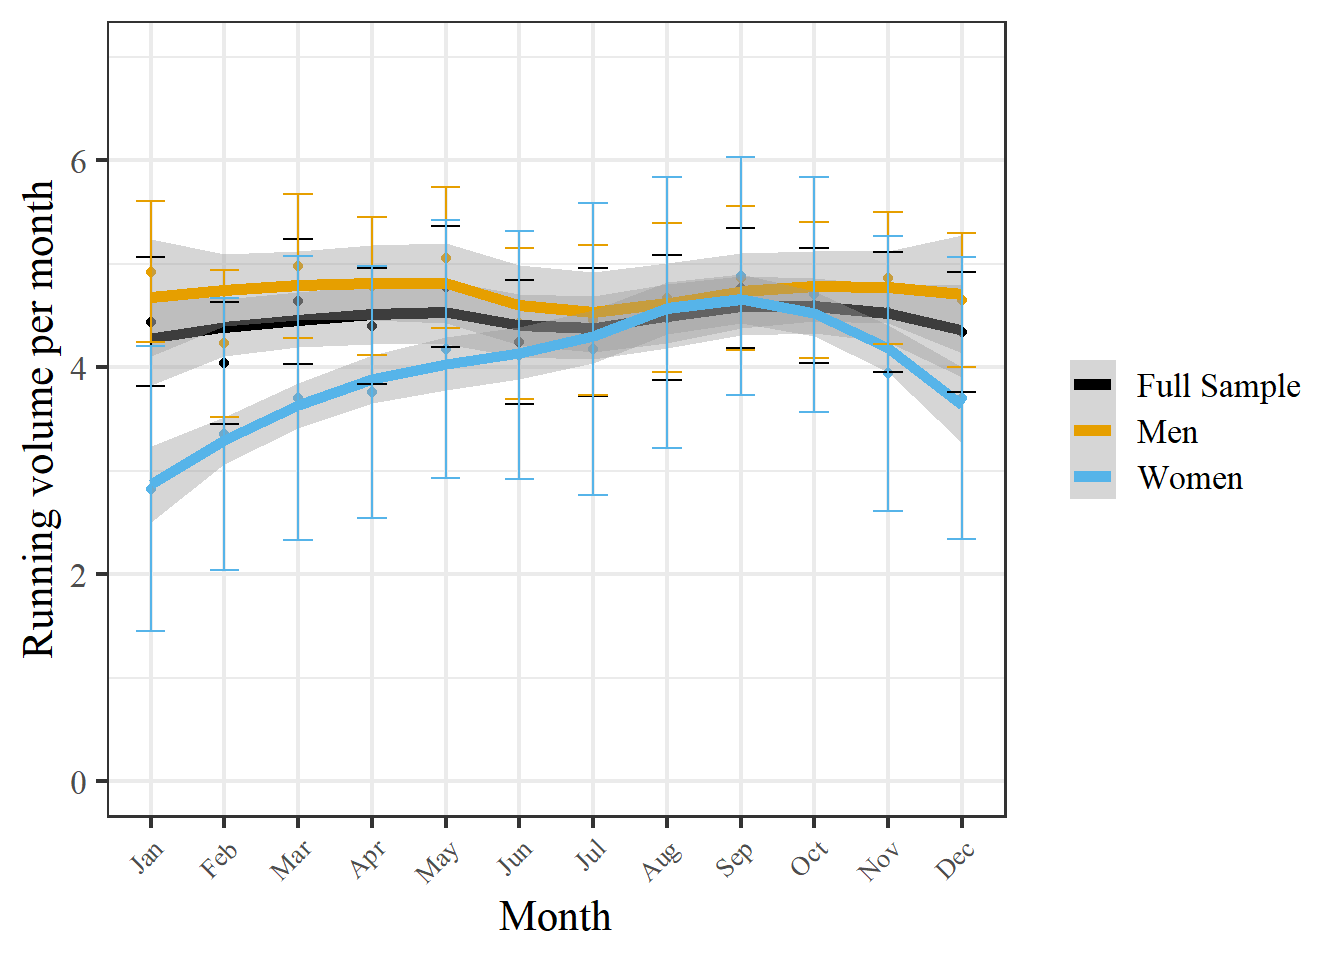 Running volume per month
6
4
2
0
Jan
Feb
Mar
Apr
May
Jun
Jul
Aug
Sep
Oct
Nov
Dec
Month
Full Sample
Men
Women